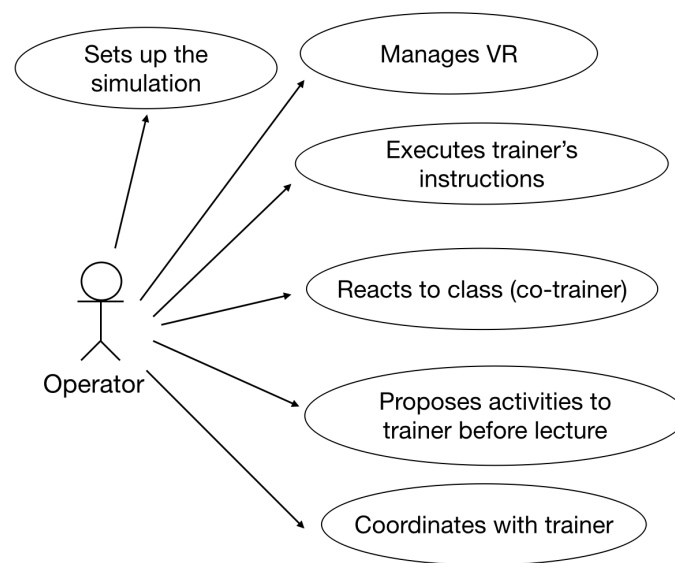 Sets up the
simulation
Manages VR
Executes trainer's
instructions
Reacts to class (co-trainer)
Operator
Proposes activities to
trainer before lecture
Coordinates with trainer